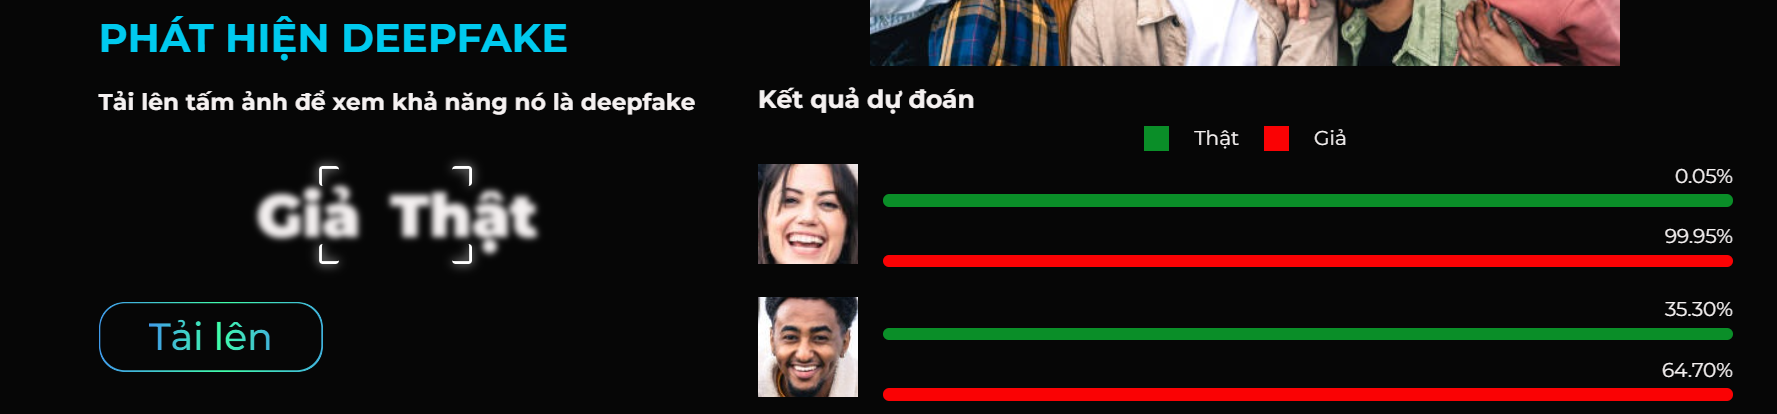 PHÁT HIỆN DEEPFAKE
Tải lên tấm ảnh để xem khả năng nó là deepfake
Giả Thật
Tải lên
Kết quả dự đoán
Thật Giả
0.05%
99.95%
35.30%
64.70%